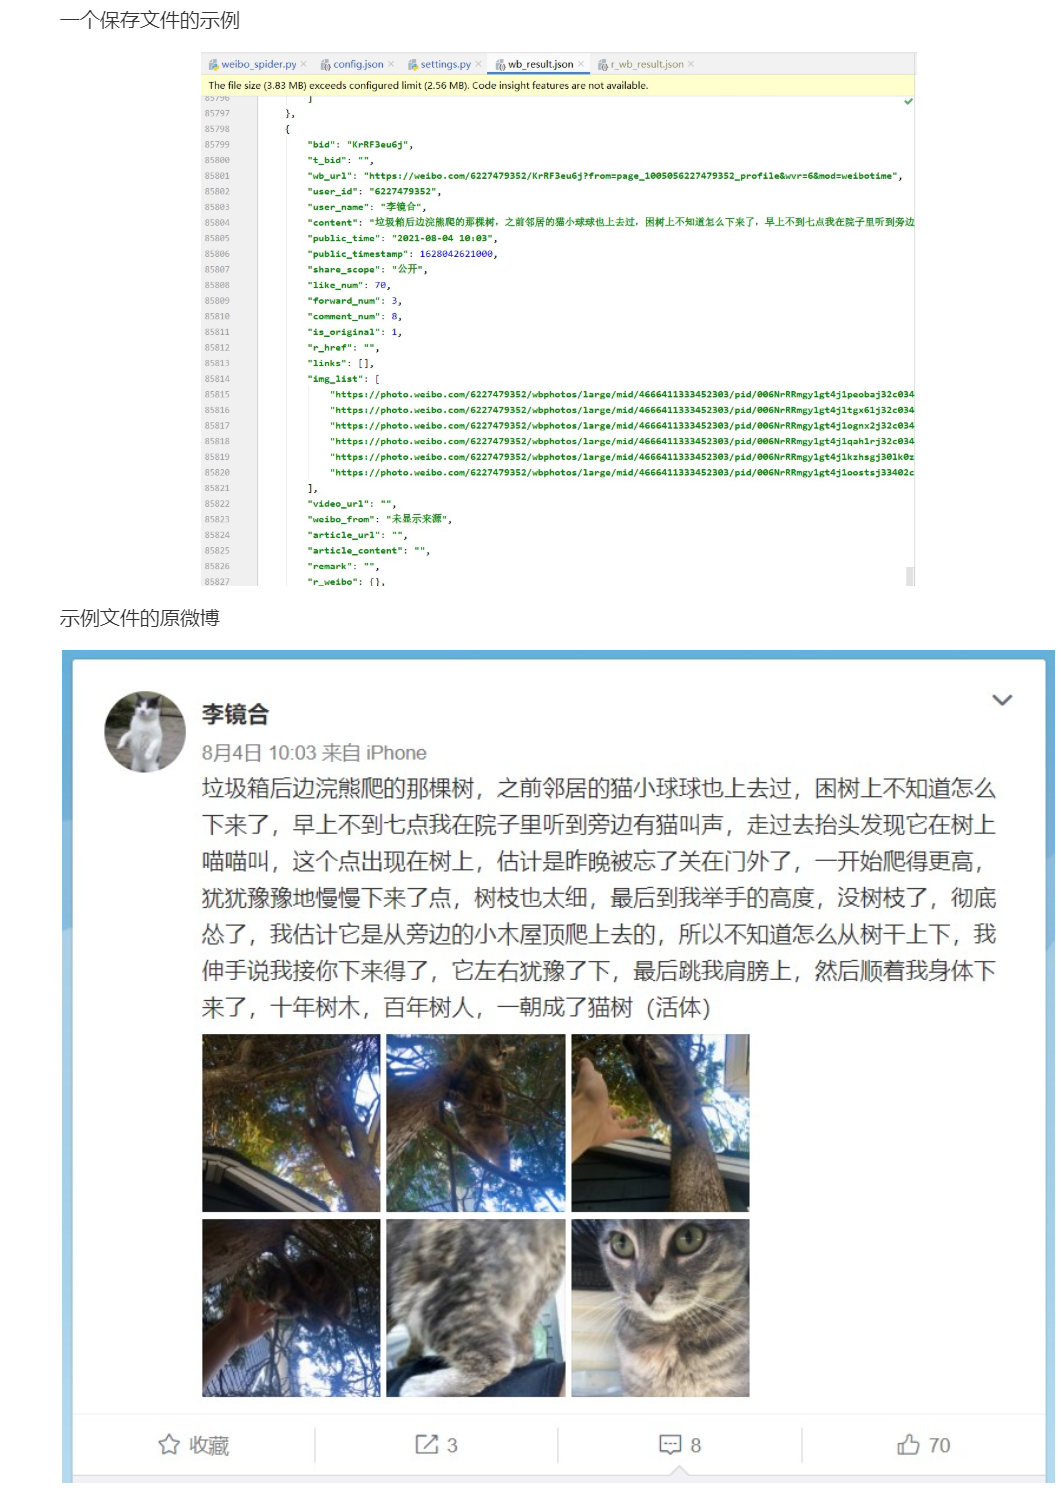 一个保存文件的示例
weibo_spider.py × config.json × settings.py × wb_result.json × r_wb_result.json ×
The file size (3.83 MB) exceeds configured limit (2.56 MB). Code insight features are not available.
85796 ]
85797 },
85798 {
85799 "bid": "KrRF3eu6j",
85800 "t_bid": "",
85801 "wb_url": "https://weibo.com/6227479352/KrRF3eu6j?from=page_1005056227479352_profile&wvr=6&mod=weibotime",
85802 "user_id": "6227479352",
85803 "user_name": "李镜合",
85804 "content": "垃圾箱后边浣熊爬的那棵树，之前邻居的猫小球球也上去过，困树上不知道怎么下来了，早上不到七点我在院子里听到旁边
85805 "public_time": "2021-08-04 10:03",
85806 "public_timestamp": 1628042621000,
85807 "share_scope": "公开",
85808 "like_num": 70,
85809 "forward_num": 3,
85810 "comment_num": 8,
85811 "is_original": 1,
85812 "r_href": "",
85813 "links": [],
85814 "img_list": [
85815 "https://photo.weibo.com/6227479352/wbphotos/large/mid/4666411333452303/pid/006NrRRmgy1gt4j1peobaj32c034
85816 "https://photo.weibo.com/6227479352/wbphotos/large/mid/4666411333452303/pid/006NrRRmgy1gt4j1tgx61j32c034
85817 "https://photo.weibo.com/6227479352/wbphotos/large/mid/4666411333452303/pid/006NrRRmgy1gt4j1ognx2j32c034
85818 "https://photo.weibo.com/6227479352/wbphotos/large/mid/4666411333452303/pid/006NrRRmgy1gt4j1qah1rj32c034
85819 "https://photo.weibo.com/6227479352/wbphotos/large/mid/4666411333452303/pid/006NrRRmgy1gt4j1kzhsgj30lk0z
85820 "https://photo.weibo.com/6227479352/wbphotos/large/mid/4666411333452303/pid/006NrRRmgy1gt4j1oostsj33402c
85821 ],
85822 "video_url": "",
85823 "weibo_from": "未显示来源",
85824 "article_url": "",
85825 "article_content": "",
85826 "remark": "",
85827 "r_weibo": {},
示例文件的原微博
李镜合
8月4日 10:03 来自 iPhone
垃圾箱后边浣熊爬的那棵树，之前邻居的猫小球球也上去过，困树上不知道怎么
下来了，早上不到七点我在院子里听到旁边有猫叫声，走过去抬头发现它在树上
喵喵叫，这个点出现在树上，估计是昨晚被忘了关在门外了，一开始爬得更高，
犹犹豫豫地慢慢下来了点，树枝也太细，最后到我举手的高度，没树枝了，彻底
怂了，我估计它是从旁边的小木屋顶爬上去的，所以不知道怎么从树干上下，我
伸手说我接你下来得了，它左右犹豫了下，最后跳我肩膀上，然后顺着我身体下
来了，十年树木，百年树人，一朝成了猫树（活体）
收藏 3 8 70